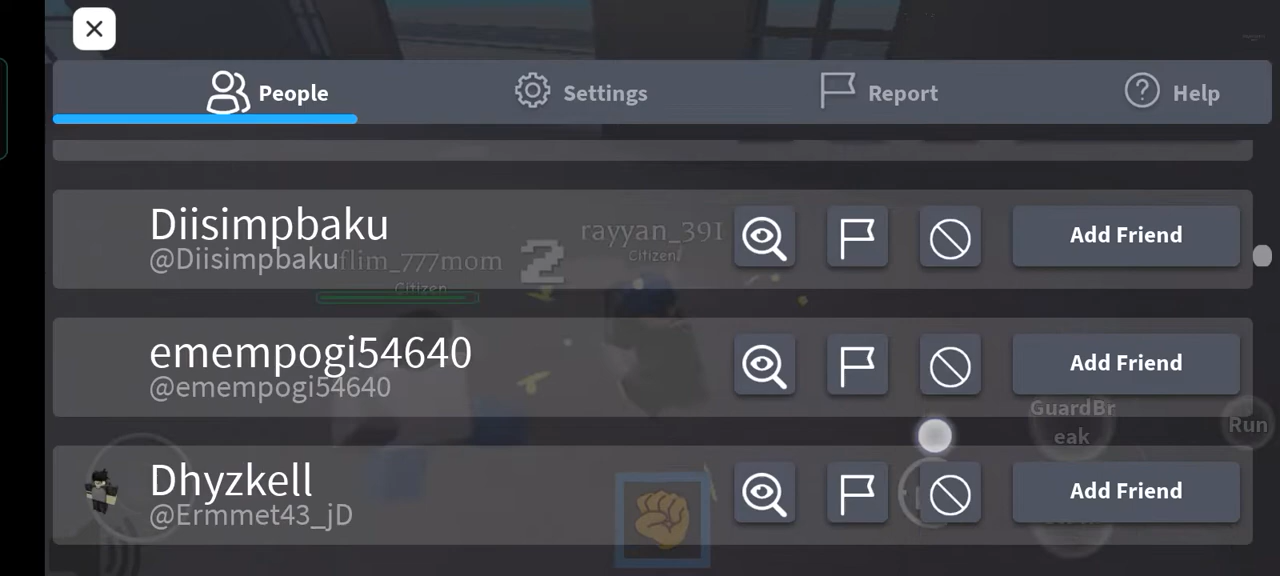 People
Settings
Report
Help
Diisimpbaku
@Diisimpbaku
flim_777mom
Citizen
2
rayyan_391
Citizen
Add Friend
emempogi54640
@emempogi54640
Add Friend
GuardBr
eak
Run
Dhyzkell
@Ermmet43_jD
Add Friend